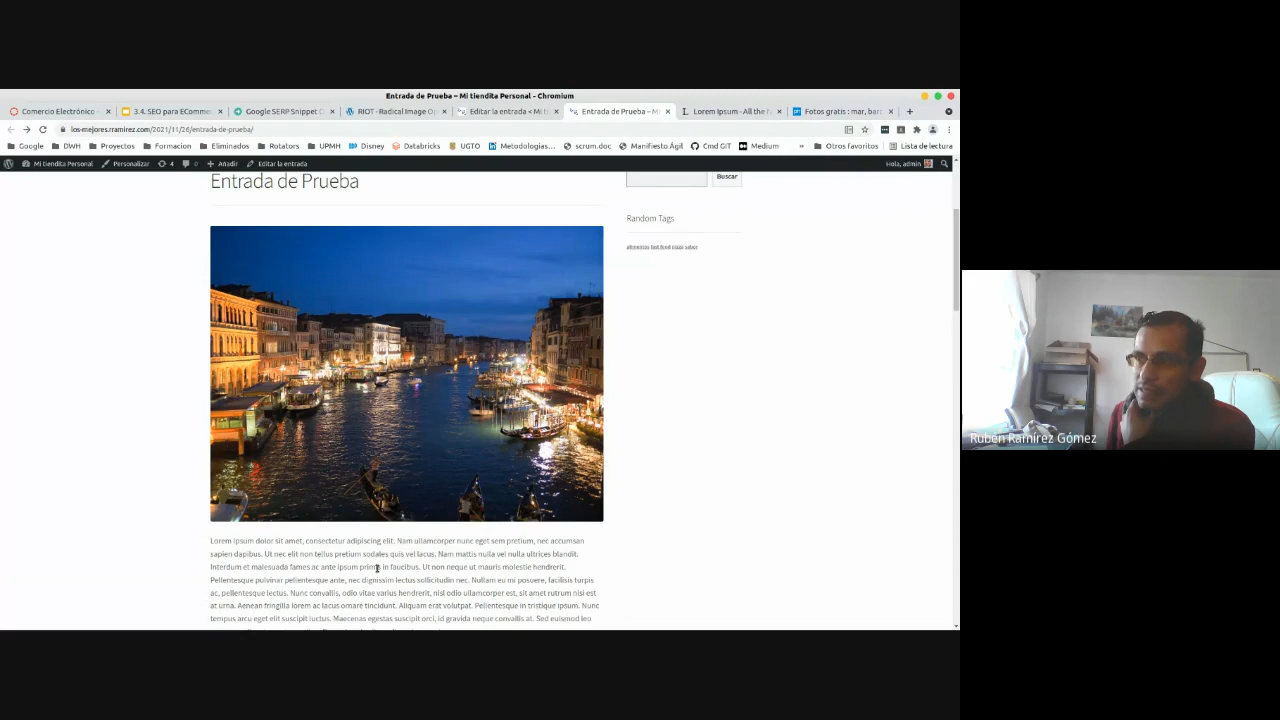 Entrada de Prueba – Mi tiendita Personal - Chromium
Comercio Electrónico -
3.4. SEO para ECommer
Google SERP Snippet O
RIOT - Radical Image Op
Editar la entrada < Mi t
Entrada de Prueba – M
Lorem Ipsum - All the f
Fotos gratis : mar, barc
los-mejores.rramirez.com/2021/11/26/entrada-de-prueba/
Google DWH Proyectos Formacion Eliminados Rotators UPMH Disney Databricks UGTO Metodologías... scrum.doc Manifiesto Ágil Cmd GIT Medium » Otros favoritos Lista de lectura
Mi tiendita Personal Personalizar 4 0 Añadir Editar la entrada Hola, admin
Entrada de Prueba
Buscar
Random Tags
alimentos fast food pizza sabor
Lorem ipsum dolor sit amet, consectetur adipiscing elit. Nam ullamcorper nunc eget sem pretium, nec accumsan
sapien dapibus. Ut nec elit non tellus pretium sodales quis vel lacus. Nam mattis nulla vel nulla ultrices blandit.
Interdum et malesuada fames ac ante ipsum primis in faucibus. Ut non neque ut mauris molestie hendrerit.
Pellentesque pulvinar pellentesque ante, nec dignissim lectus sollicitudin nec. Nullam eu mi posuere, facilisis turpis
ac, pellentesque lectus. Nunc convallis, odio vitae varius hendrerit, nisl odio ullamcorper est, sit amet rutrum nisi est
at urna. Aenean fringilla lorem ac lacus ornare tincidunt. Aliquam erat volutpat. Pellentesque in tristique ipsum. Nunc
tempus arcu eget elit suscipit luctus. Maecenas egestas suscipit orci, id gravida neque convallis at. Sed euismod leo
Rubén Ramírez Gómez